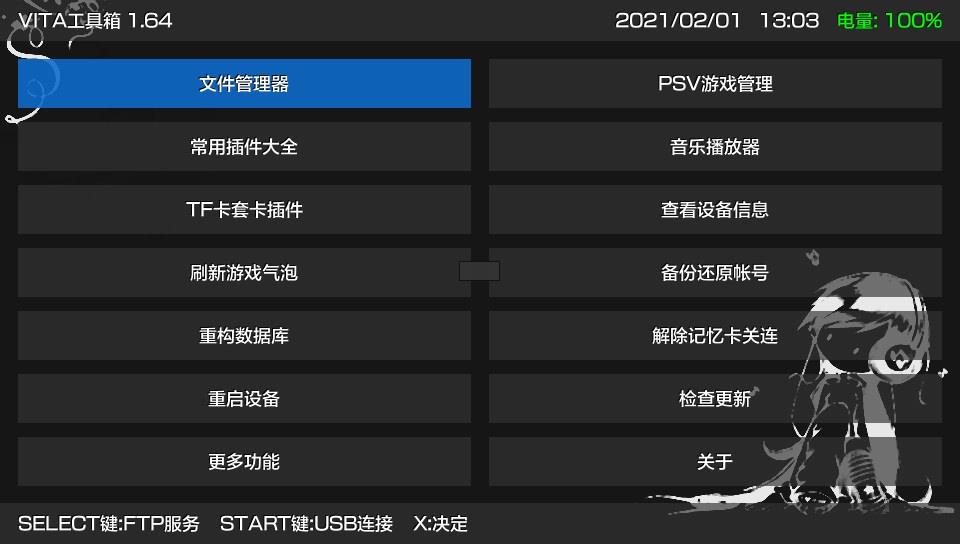 VITA工具箱 1.64 2021/02/01 13:03 电量: 100%
文件管理器 PSV游戏管理
常用插件大全 音乐播放器
TF卡套卡插件 查看设备信息
刷新游戏气泡 备份还原帐号
重构数据库 解除记忆卡关连
重启设备 检查更新
更多功能 关于
SELECT键:FTP服务 START键:USB连接 X:决定